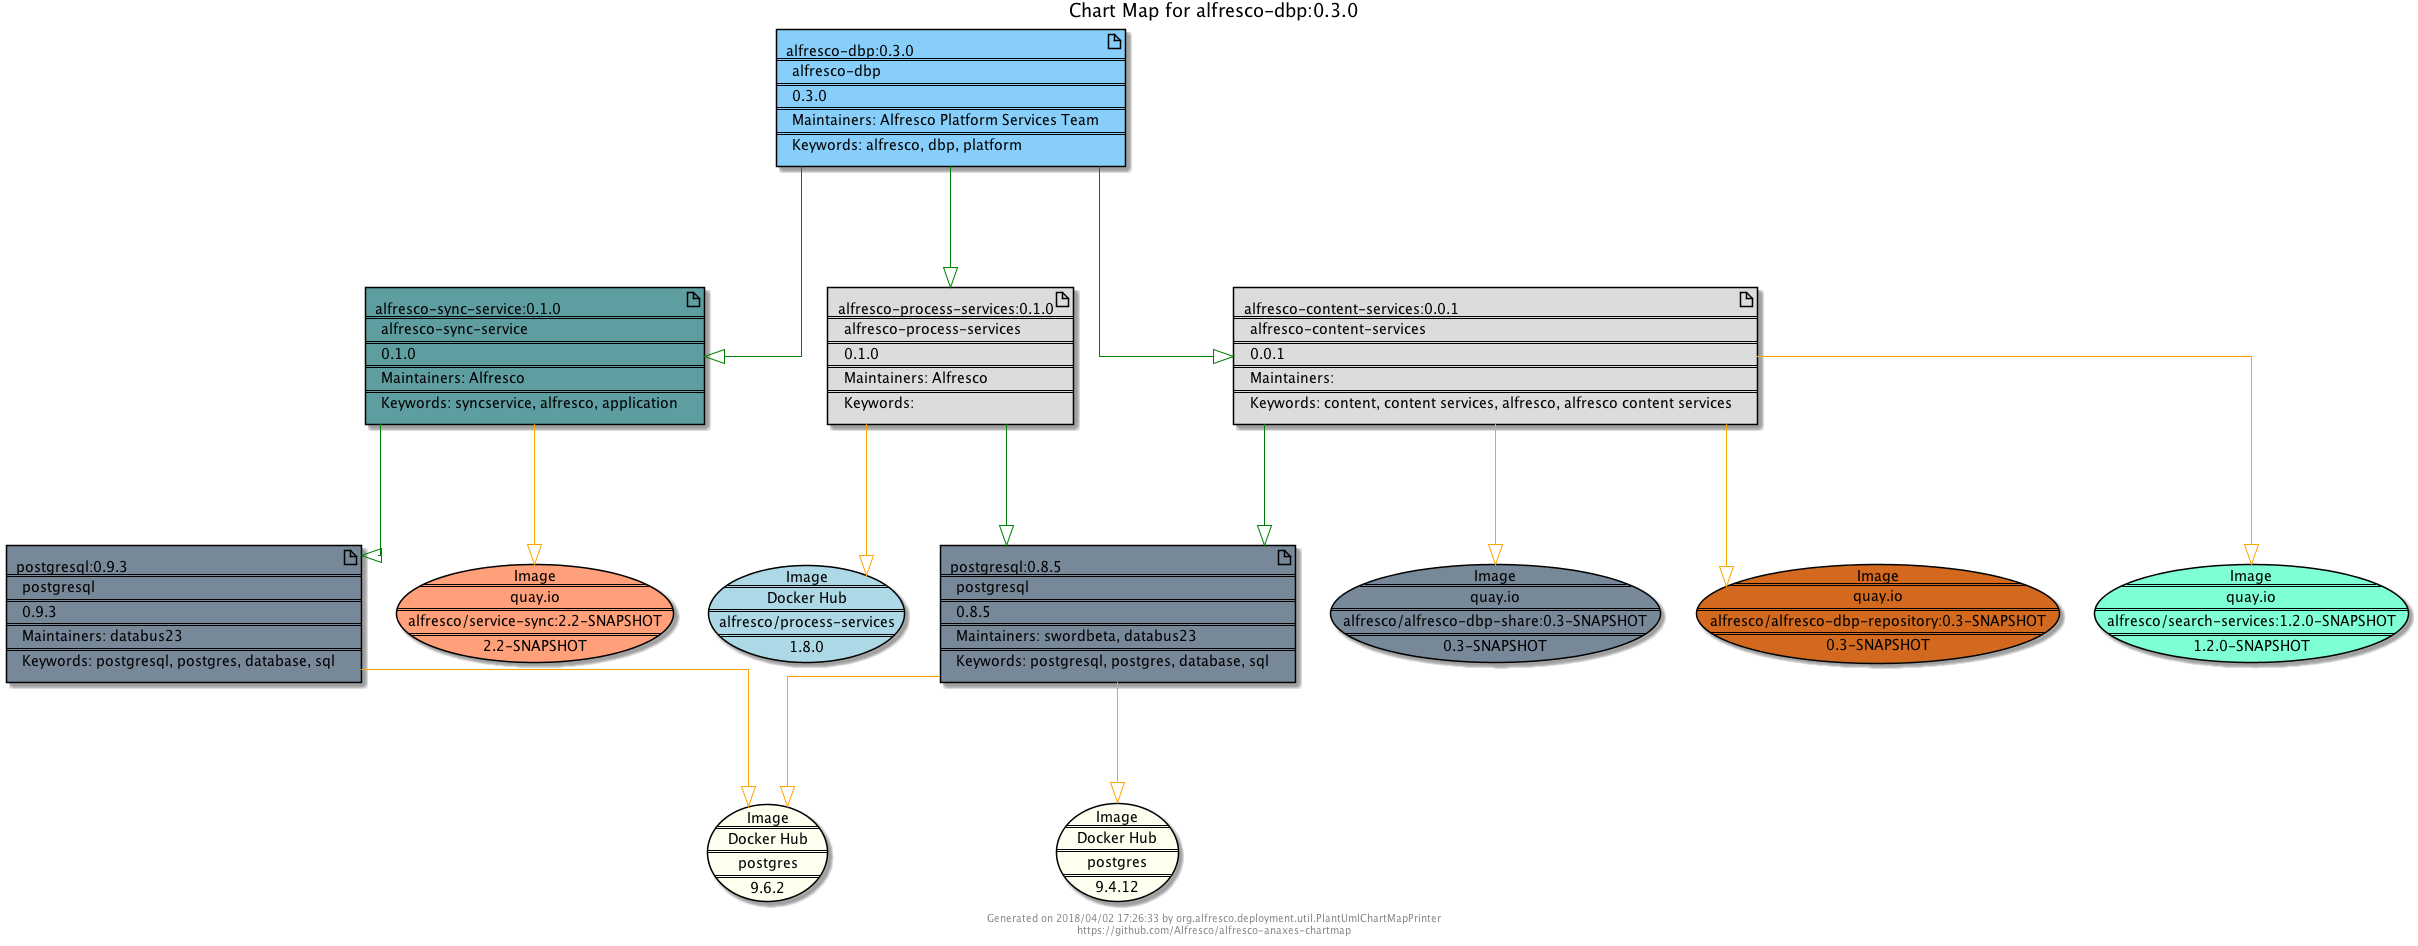 Chart Map for alfresco-dbp:0.3.0
alfresco-dbp:0.3.0
alfresco-dbp
0.3.0
Maintainers: Alfresco Platform Services Team
Keywords: alfresco, dbp, platform
alfresco-sync-service:0.1.0
alfresco-sync-service
0.1.0
Maintainers: Alfresco
Keywords: syncservice, alfresco, application
alfresco-process-services:0.1.0
alfresco-process-services
0.1.0
Maintainers: Alfresco
Keywords:
alfresco-content-services:0.0.1
alfresco-content-services
0.0.1
Maintainers:
Keywords: content, content services, alfresco, alfresco content services
postgresql:0.9.3
postgresql
0.9.3
Maintainers: databus23
Keywords: postgresql, postgres, database, sql
Image
quay.io
alfresco/service-sync:2.2-SNAPSHOT
2.2-SNAPSHOT
Image
Docker Hub
alfresco/process-services
1.8.0
postgresql:0.8.5
postgresql
0.8.5
Maintainers: swordbeta, databus23
Keywords: postgresql, postgres, database, sql
Image
quay.io
alfresco/alfresco-dbp-share:0.3-SNAPSHOT
0.3-SNAPSHOT
Image
quay.io
alfresco/alfresco-dbp-repository:0.3-SNAPSHOT
0.3-SNAPSHOT
Image
quay.io
alfresco/search-services:1.2.0-SNAPSHOT
1.2.0-SNAPSHOT
Image
Docker Hub
postgres
9.6.2
Image
Docker Hub
postgres
9.4.12
Generated on 2018/04/02 17:26:33 by org.alfresco.deployment.util.PlantUmlChartMapPrinter
https://github.com/Alfresco/alfresco-anaxes-chartmap